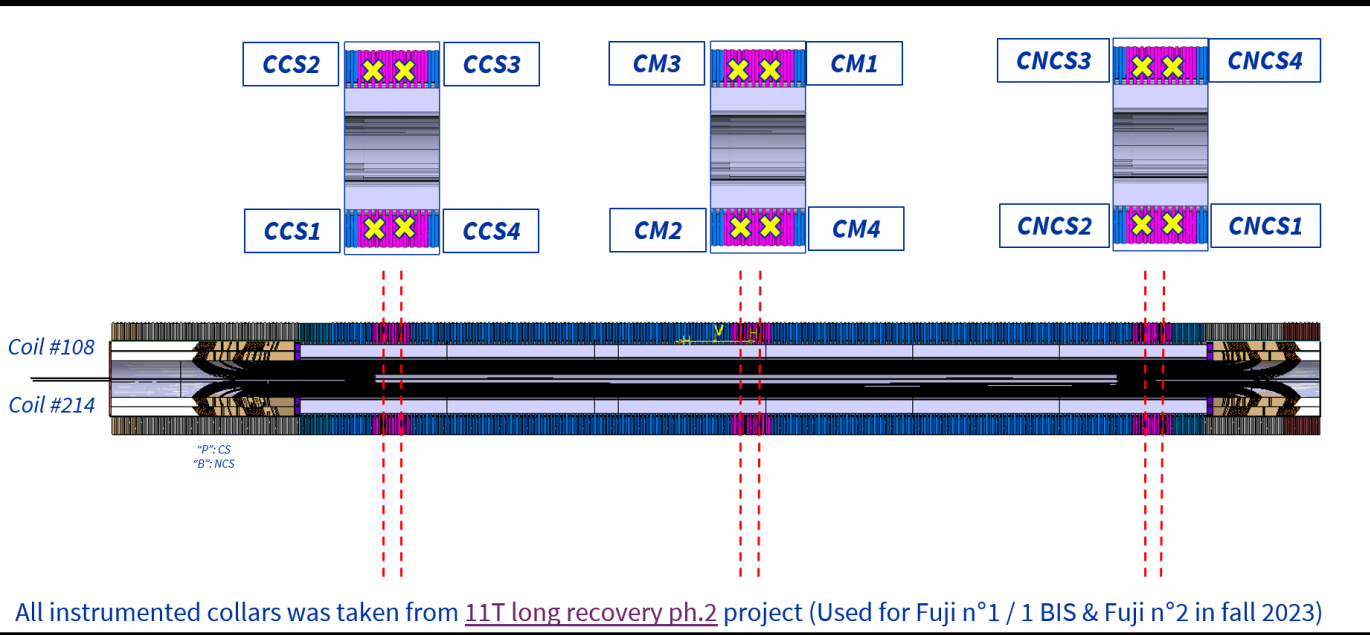 CCS2
CCS3
CM3
CM1
CNCS3
CNCS4
CCS1
CCS4
CM2
CM4
CNCS2
CNCS1
V
H
Coil #108
Coil #214
“P”: CS
“B”: NCS
All instrumented collars was taken from 11T long recovery ph.2 project (Used for Fuji n°1 / 1 BIS & Fuji n°2 in fall 2023)